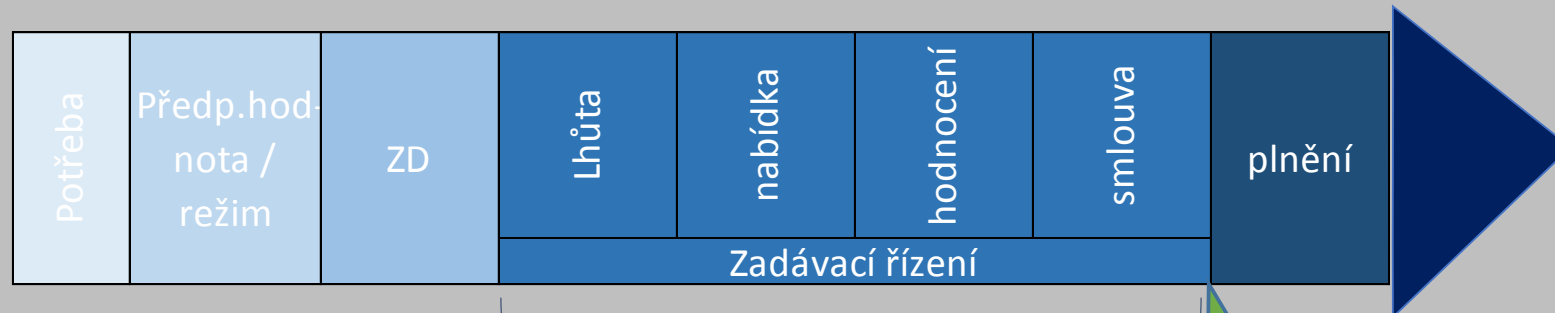 Potřeba
Předp.hod-
nota /
režim
ZD
Lhůta
nabídka
hodnocení
smlouva
Zadávací řízení
plnění